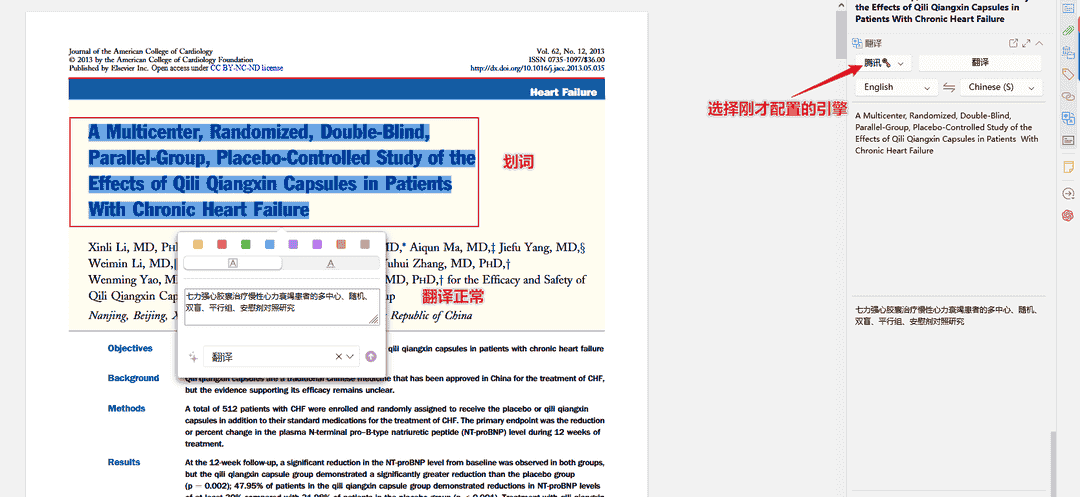 the Effects of Qili Qiangxin Capsules in
Patients With Chronic Heart Failure
Journal of the American College of Cardiology
© 2013 by the American College of Cardiology Foundation
Published by Elsevier Inc. Open access under CC BY-NC-ND license
Vol. 62, No. 12, 2013
ISSN 0735-1097/$36.00
http://dx.doi.org/10.1016/j.jacc.2013.05.035
Heart Failure
A Multicenter, Randomized, Double-Blind,
Parallel-Group, Placebo-Controlled Study of the
Effects of Qili Qiangxin Capsules in Patients
With Chronic Heart Failure
划词
Xinli Li, MD, PH MD,* Aiqun Ma, MD,‡ Jiefu Yang, MD,§
Weimin Li, MD, uhui Zhang, MD, PHD,†
Wenming Yao, M MD, PHD,† for the Efficacy and Safety of
Qili Qiangxin Cap up
Nanjing, Beijing, X Republic of China
A
A
七力强心胶囊治疗慢性心力衰竭患者的多中心、随机、
双盲、平行组、安慰剂对照研究
翻译
翻译正常
Objectives qili qiangxin capsules in patients with chronic heart failure
Background Qili qiangxin capsules are a traditional Chinese medicine that has been approved in China for the treatment of CHF,
but the evidence supporting its efficacy remains unclear.
Methods A total of 512 patients with CHF were enrolled and randomly assigned to receive the placebo or qili qiangxin
capsules in addition to their standard medications for the treatment of CHF. The primary endpoint was the reduction
or percent change in the plasma N-terminal pro–B-type natriuretic peptide (NT-proBNP) level during 12 weeks of
treatment.
Results At the 12-week follow-up, a significant reduction in the NT-proBNP level from baseline was observed in both groups,
but the qili qiangxin capsule group demonstrated a significantly greater reduction than the placebo group
(p = 0.002); 47.95% of patients in the qili qiangxin capsule group demonstrated reductions in NT-proBNP levels
翻译
腾讯
翻译
English
Chinese (S)
选择刚才配置的引擎
A Multicenter, Randomized, Double-Blind,
Parallel-Group, Placebo-Controlled Study of the
Effects of Qili Qiangxin Capsules in Patients With
Chronic Heart Failure
七力强心胶囊治疗慢性心力衰竭患者的多中心、随机、
双盲、平行组、安慰剂对照研究